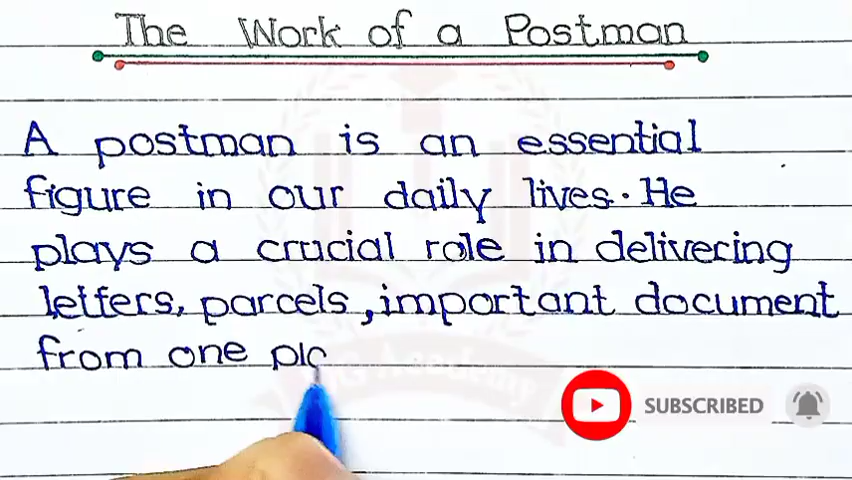 The Work of a Postman
A postman is an essential
figure in our daily lives. He
plays a crucial role in delivering
letters, parcels, important document
from one pla
SUBSCRIBED